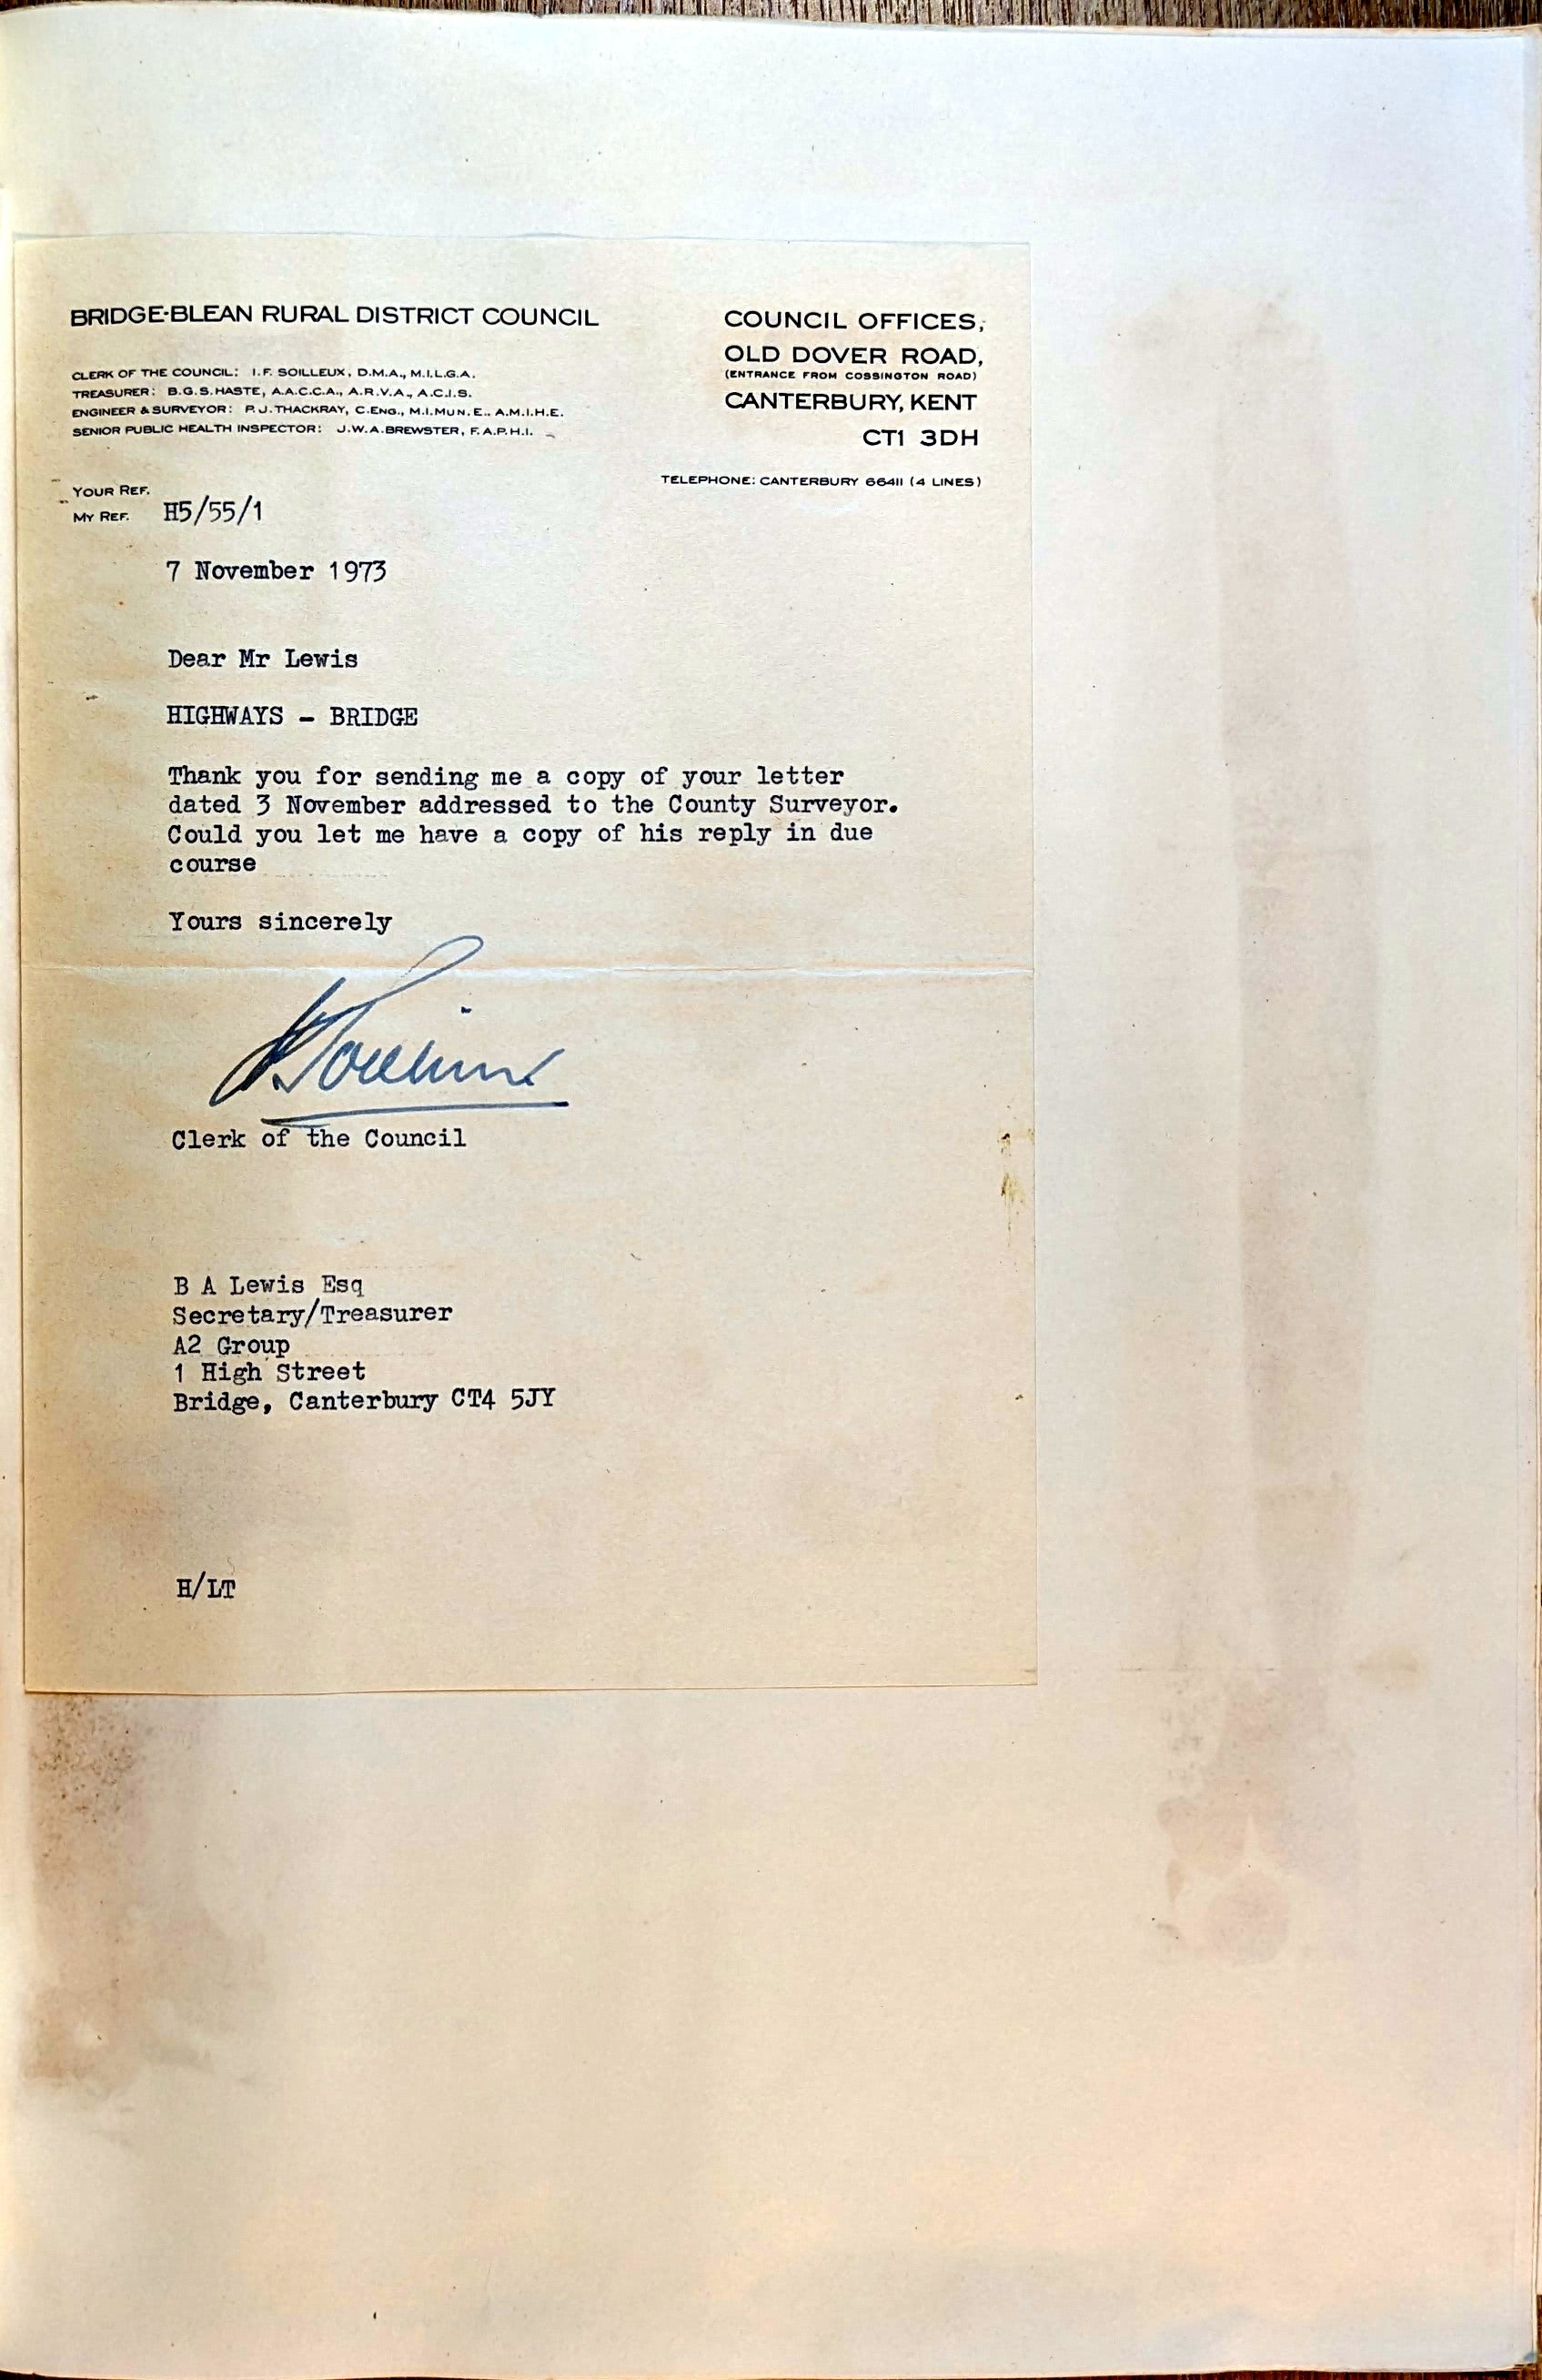 BRIDGE-BLEAN RURAL DISTRICT COUNCIL
CLERK OF THE COUNCIL: I.F. SOILLEUX, D.M.A., M.I.L.G.A.
TREASURER: B.G.S. HASTE, A.A.C.C.A., A.R.V.A., A.C.I.S.
ENGINEER & SURVEYOR: P.J. THACKRAY, C.ENG., M.I.MUN.E., A.M.I.H.E.
SENIOR PUBLIC HEALTH INSPECTOR: J.W.A. BREWSTER, F.A.P.H.I.
COUNCIL OFFICES,
OLD DOVER ROAD,
(ENTRANCE FROM COSSINGTON ROAD)
CANTERBURY, KENT
CT1 3DH
TELEPHONE: CANTERBURY 66411 (4 LINES)
YOUR REF.
MY REF. H5/55/1
7 November 1973
Dear Mr Lewis
HIGHWAYS - BRIDGE
Thank you for sending me a copy of your letter
dated 3 November addressed to the County Surveyor.
Could you let me have a copy of his reply in due
course
Yours sincerely
Clerk of the Council
B A Lewis Esq
Secretary/Treasurer
A2 Group
1 High Street
Bridge, Canterbury CT4 5JY
H/LT